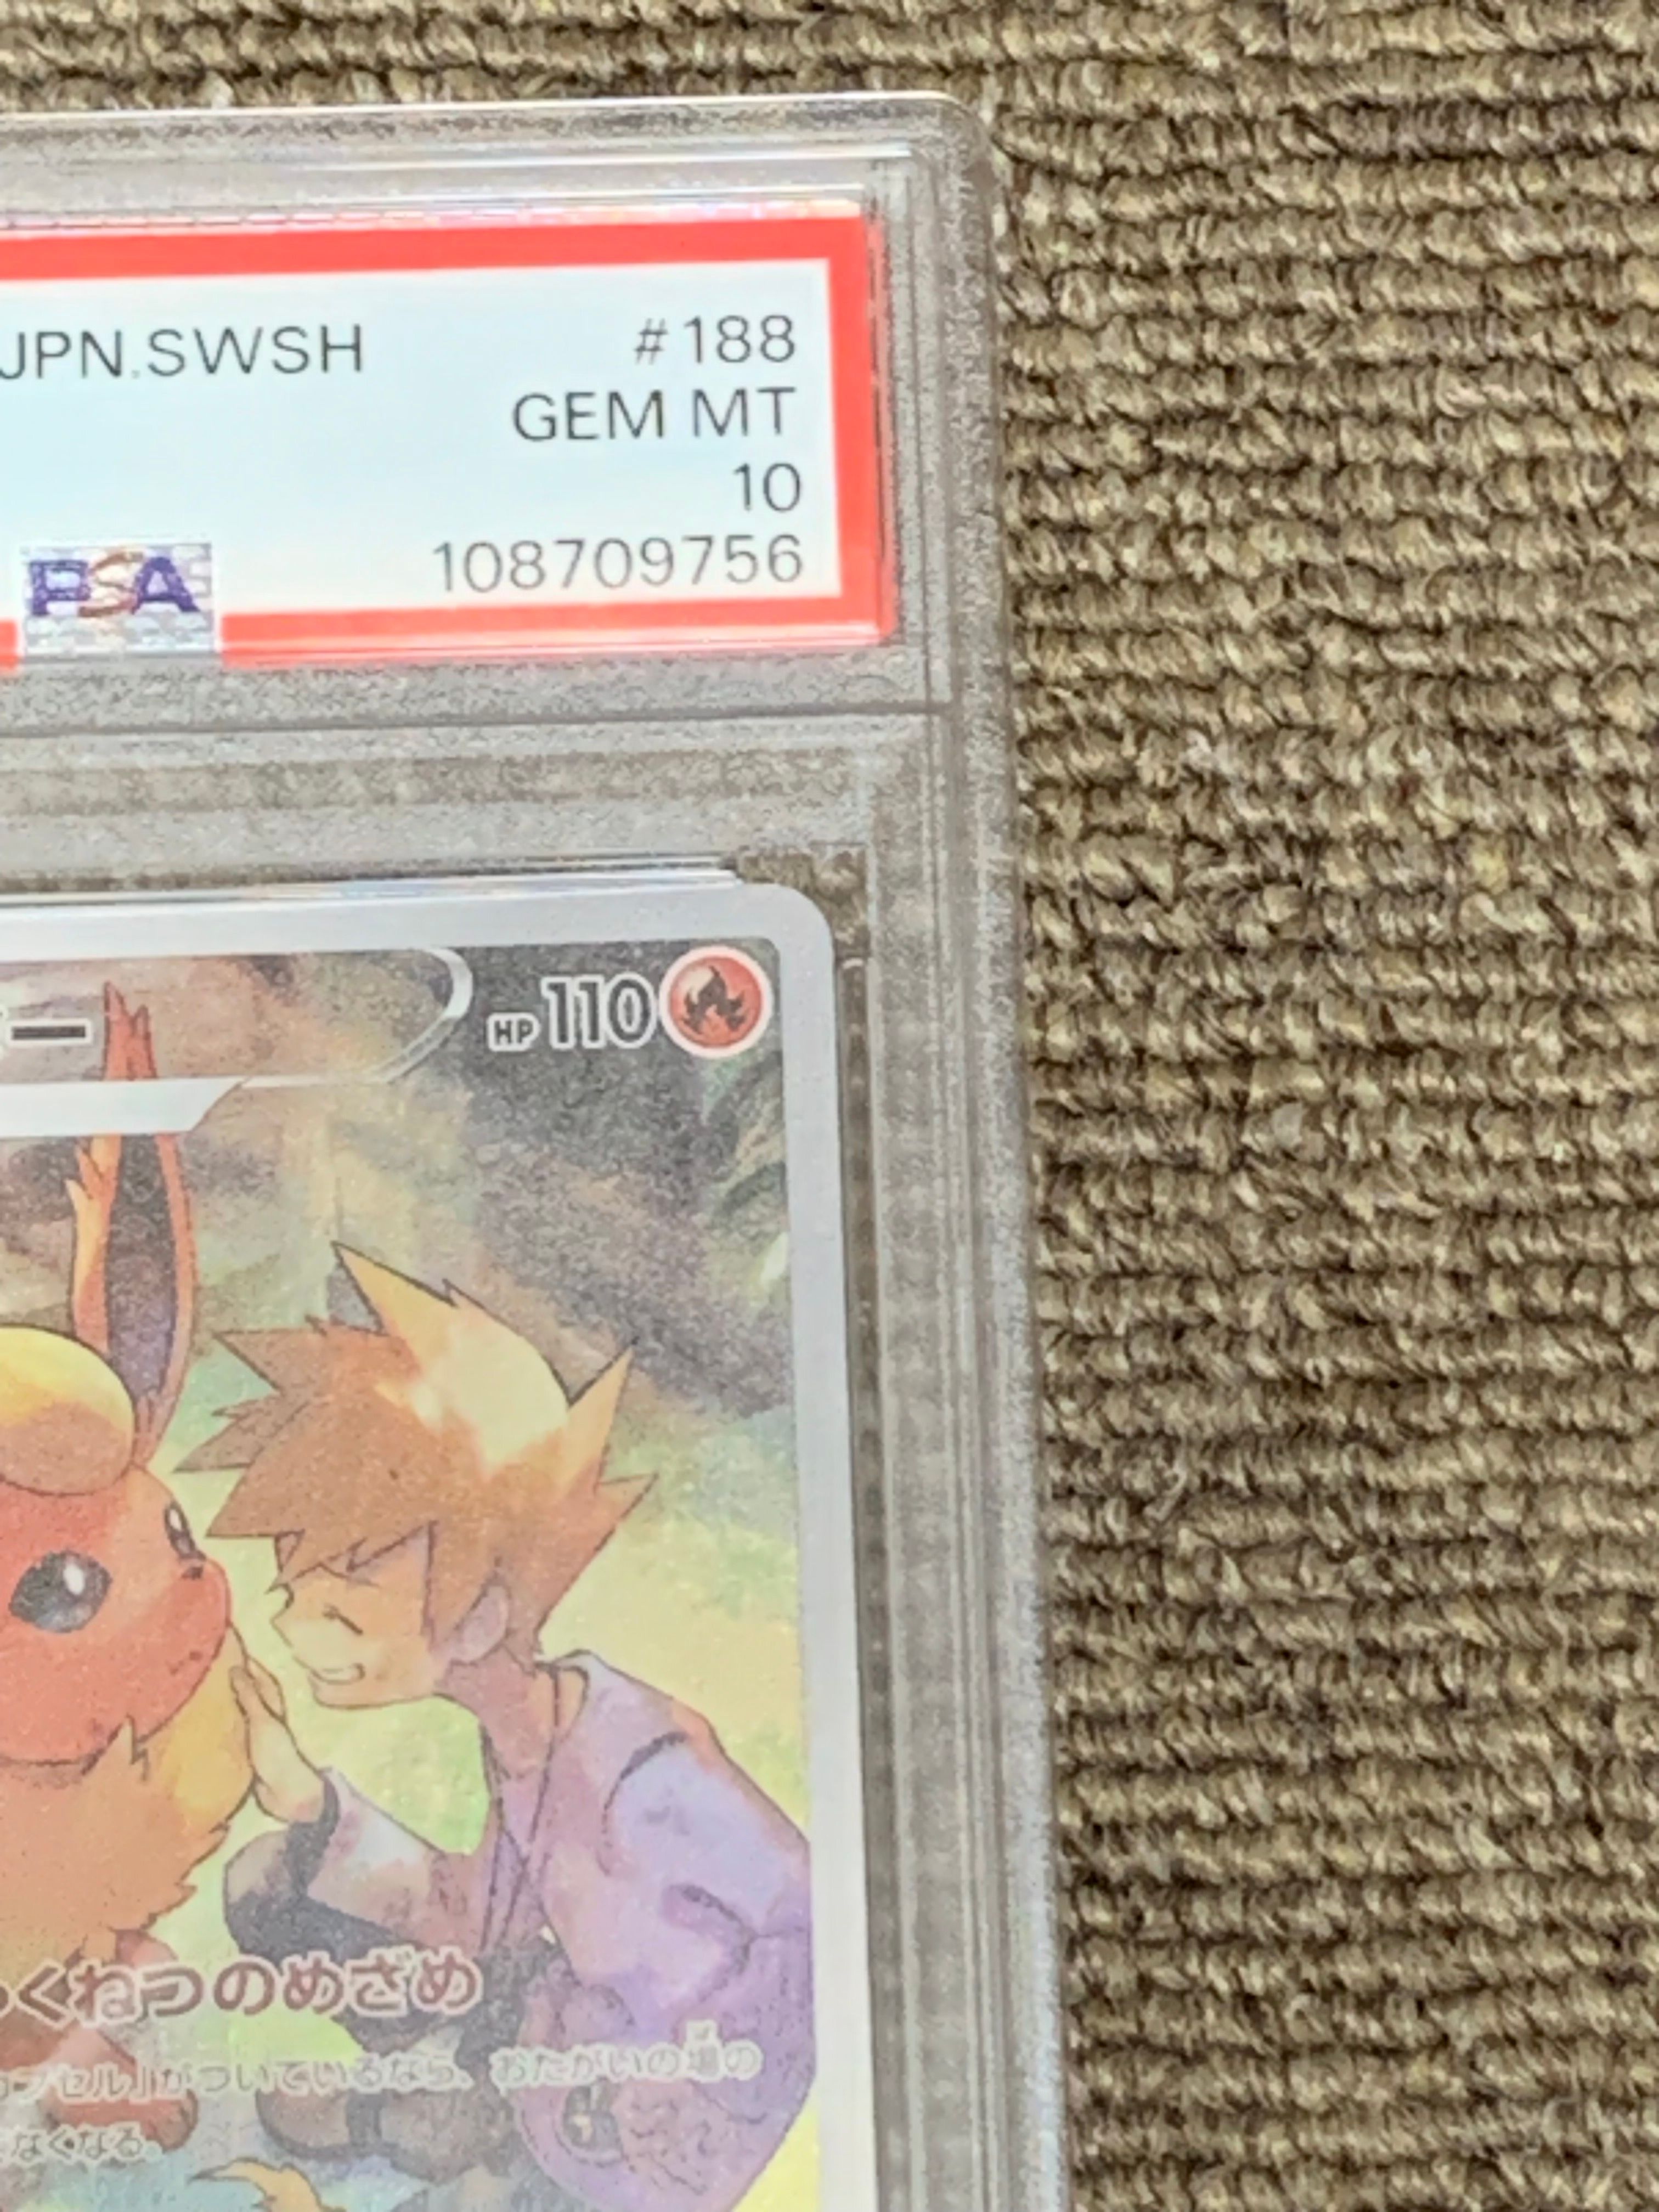 JPN.SWSH #188
GEM MT
10
PSA 108709756
ー HP 110
くねつのめざめ
プセル」がついているなら、おたがいの場の
なくなる。